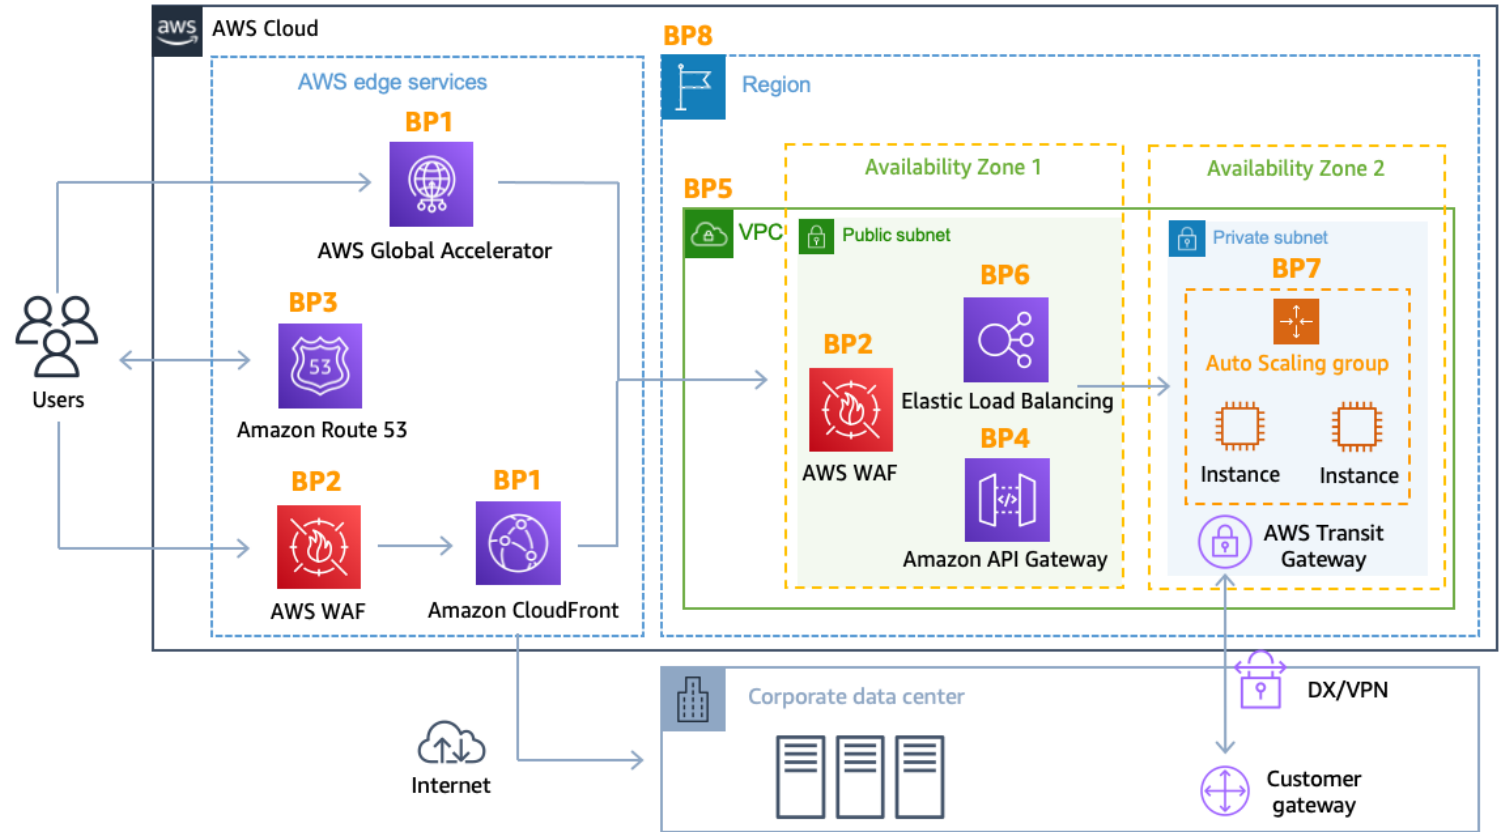 aws
AWS Cloud
BP8
AWS edge services
Region
BP1
AWS Global Accelerator
Availability Zone 1
Availability Zone 2
BP5
VPC
Public subnet
Private subnet
BP3
53
Amazon Route 53
Users
BP6
Elastic Load Balancing
BP2
AWS WAF
BP4
Amazon API Gateway
BP7
Auto Scaling group
Instance
Instance
AWS Transit
Gateway
BP2
AWS WAF
BP1
Amazon CloudFront
Internet
Corporate data center
DX/VPN
Customer
gateway